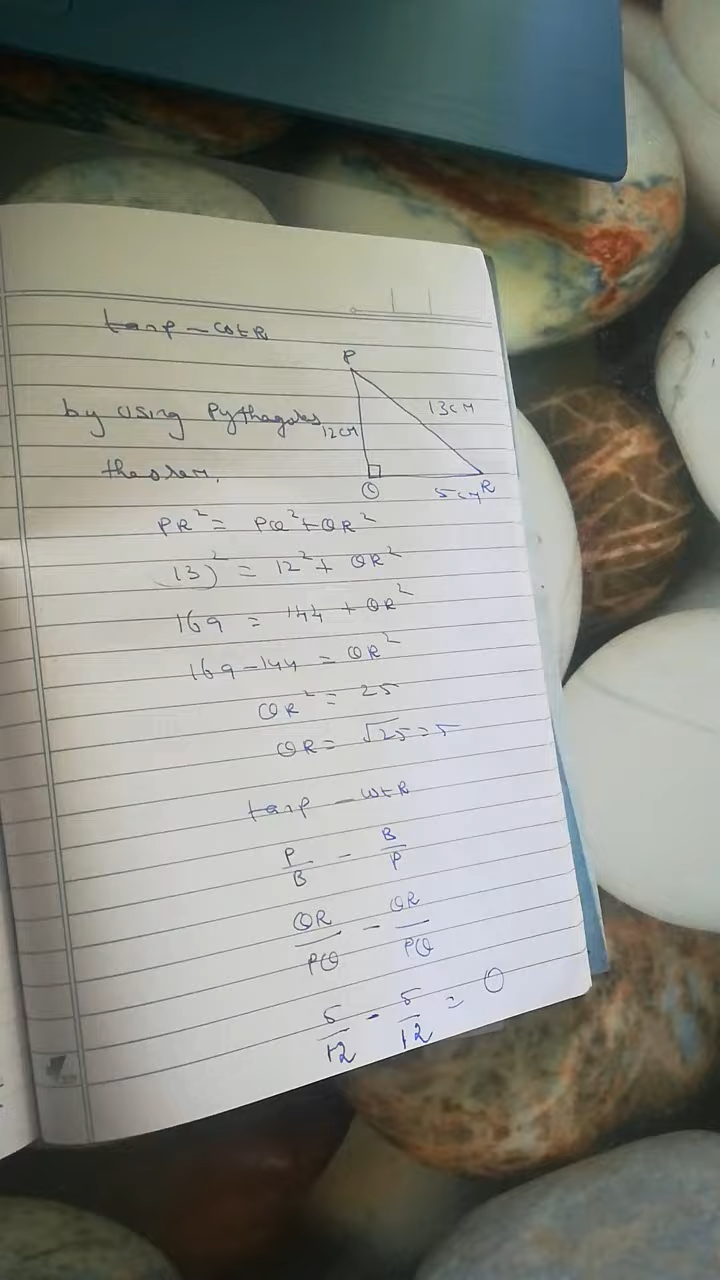 tanP - cotR
P
by using Pythagores
12cM
13cM
theorem.
Q
5cM
R
PR² = PQ² + QR²
(13)² = 12² + QR²
169 = 144 + QR²
169 - 144 = QR²
QR² = 25
QR = √25 = 5
tanP - cotR
P/B - B/P
QR/PQ - QR/PQ
5/12 - 5/12 = 0